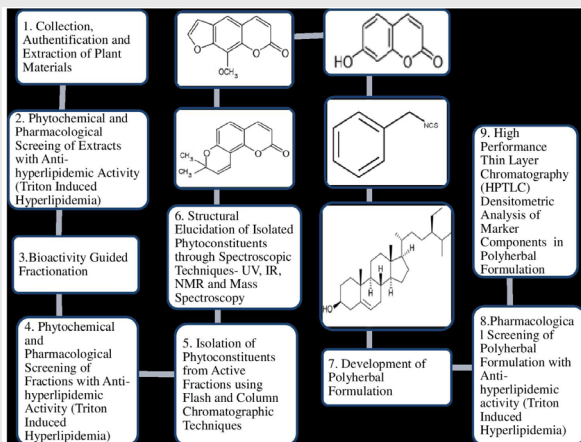 1. Collection,
Authentification and
Extraction of Plant
Materials
2. Phytochemical and
Pharmacological
Screeing of Extracts
with Anti-
hyperlipidemic Activity
(Triton Induced
Hyperlipidemia)
3.Bioactivity Guided
Fractionation
4. Phytochemical
and
Pharmacological
Screening of
Fractions with Anti-
hyperlipidemic
Activity (Triton
Induced
Hyperlipidemia)
5. Isolation of
Phytoconstituents
from Active
Fractions using
Flash and Column
Chromatographic
Techniques
6. Structural
Elucidation of Isolated
Phytoconstituents
through Spectroscopic
Techniques- UV, IR,
NMR and Mass
Spectroscopy
O
O
O
OCH3
O
O
O
CH3
CH3
HO
O
O
NCS
H
H
H
H
HO
7. Development of
Polyherbal
Formulation
8.Pharmacologica
l Screening of
Polyherbal
Formulation with
Anti-
hyperlipidemic
activity (Triton
Induced
Hyperlipidemia)
9. High
Performance
Thin Layer
Chromatography
(HPTLC)
Densitometric
Analysis of
Marker
Components in
Polyherbal
Formulation